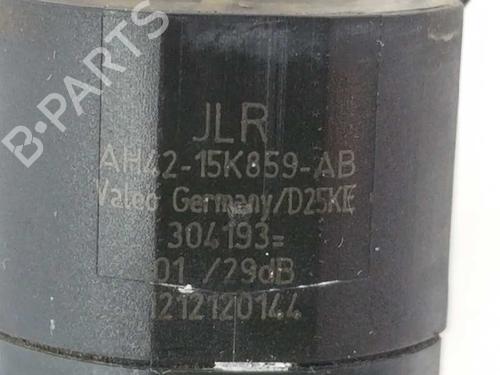 B-PARTS
JLR
AH42-15K859-AB
Valeo Germany/D25KE
304193=
01 /29dB
1212120144